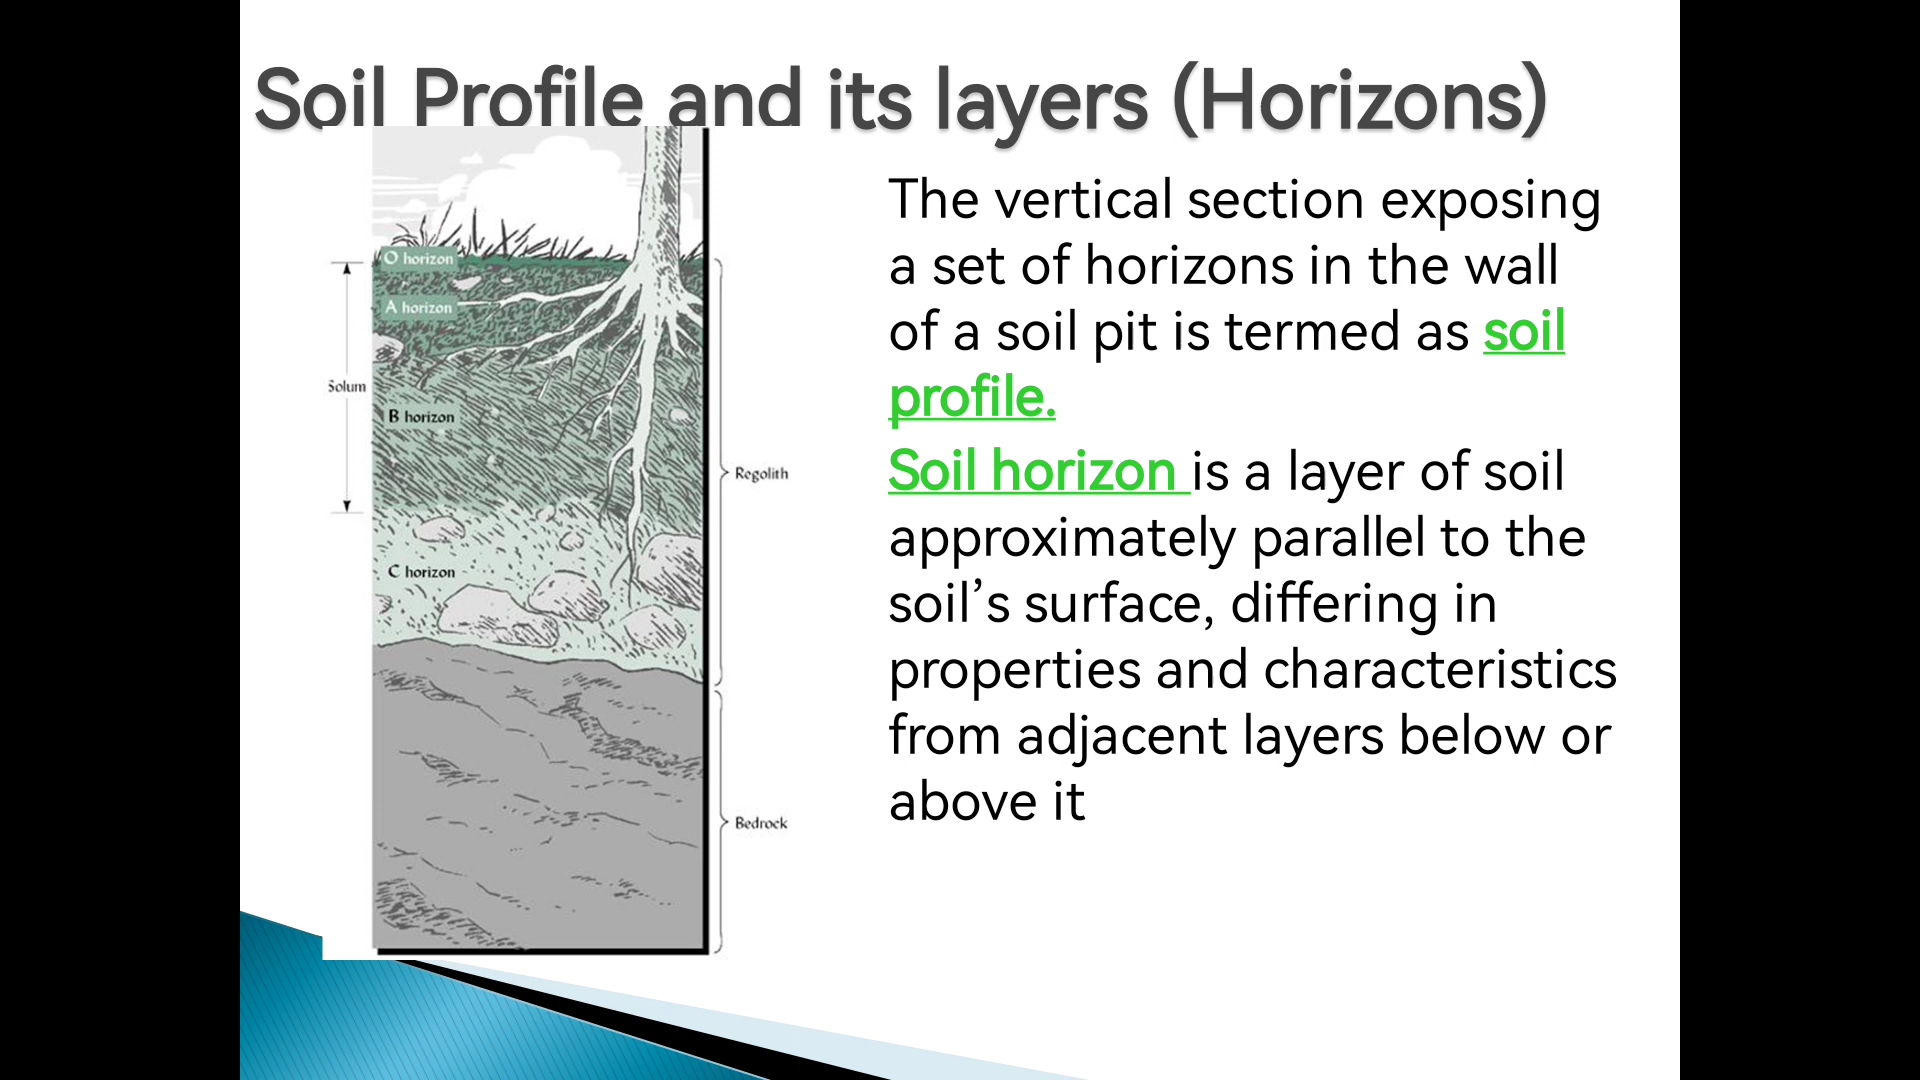 Soil Profile and its layers (Horizons)
O horizon
A horizon
Solum
B horizon
Regolith
C horizon
Bedrock
The vertical section exposing
a set of horizons in the wall
of a soil pit is termed as soil
profile.
Soil horizon is a layer of soil
approximately parallel to the
soil’s surface, differing in
properties and characteristics
from adjacent layers below or
above it